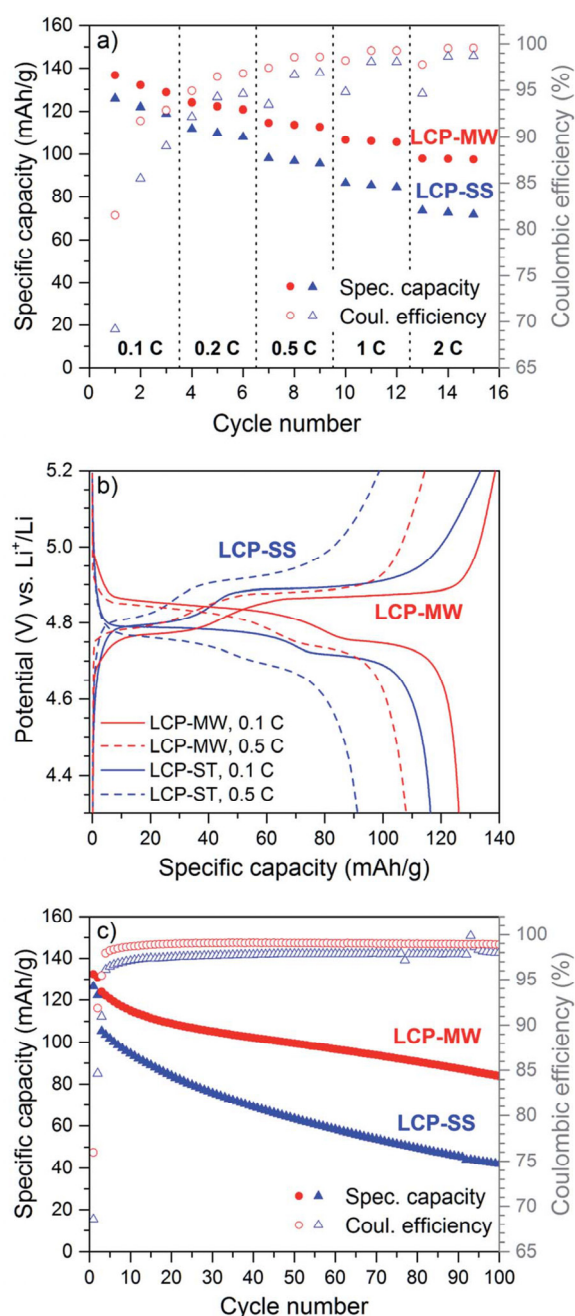 a)
Specific capacity (mAh/g)
160
140
120
100
80
60
40
20
0
Coulombic efficiency (%)
100
95
90
85
80
75
70
65
LCP-MW
LCP-SS
Spec. capacity
Coul. efficiency
0.1 C
0.2 C
0.5 C
1 C
2 C
0 2 4 6 8 10 12 14 16
Cycle number
b)
Potential (V) vs. Li⁺/Li
5.2
5.0
4.8
4.6
4.4
LCP-SS
LCP-MW
LCP-MW, 0.1 C
LCP-MW, 0.5 C
LCP-ST, 0.1 C
LCP-ST, 0.5 C
0 20 40 60 80 100 120 140
Specific capacity (mAh/g)
c)
Specific capacity (mAh/g)
160
140
120
100
80
60
40
20
0
Coulombic efficiency (%)
100
95
90
85
80
75
70
65
LCP-MW
LCP-SS
Spec. capacity
Coul. efficiency
0 10 20 30 40 50 60 70 80 90 100
Cycle number